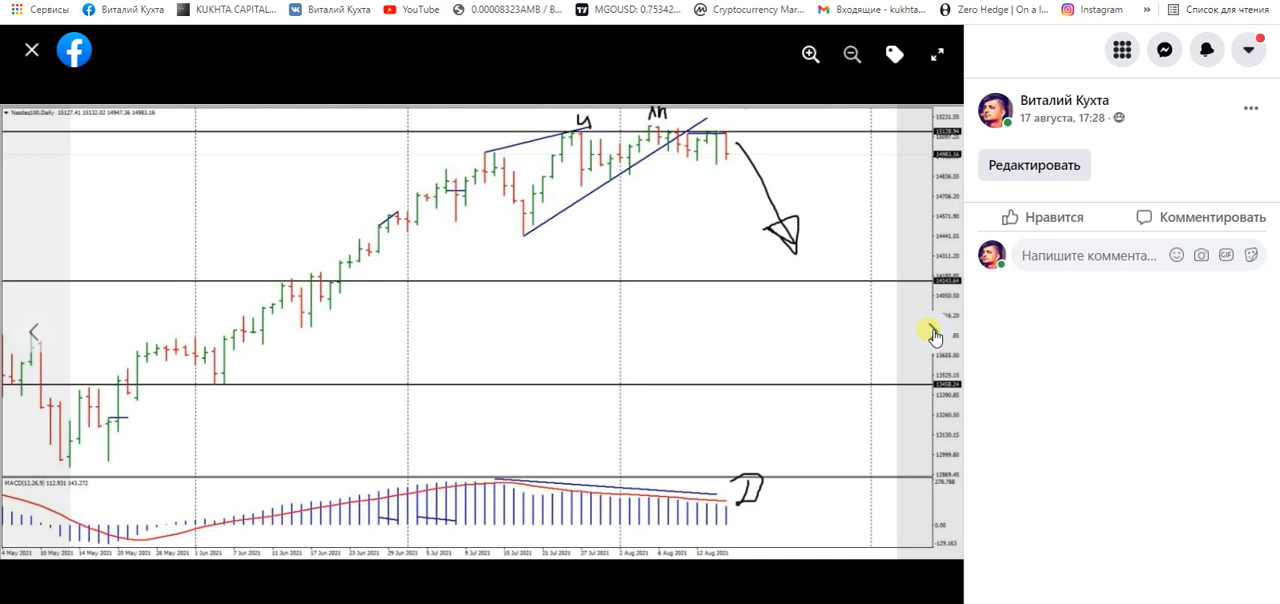 Сервисы Виталий Кухта KUKHTA CAPITAL... Виталий Кухта YouTube 0.00008323AMB / B... MGOUSD: 0.75342... Cryptocurrency Mar... Входящие - kukhta... Zero Hedge | On a l... Instagram » Список для чтения
Виталий Кухта
17 августа, 17:28 ·
Редактировать
Нравится Комментировать
Напишите коммента...
GIF
Nasdaq100,Daily 15127.41 15132.02 14947.36 14983.16
15231.55
15128.94
14983.16
14836.55
14706.20
14571.90
14441.55
14311.20
14143.64
14050.50
13655.50
13525.15
13458.24
13390.85
13260.50
13130.15
12999.80
12869.45
MACD(12,26,9) 112.931 143.272
278.788
0.00
-129.163
D
4 May 2021 10 May 2021 14 May 2021 20 May 2021 26 May 2021 1 Jun 2021 7 Jun 2021 11 Jun 2021 17 Jun 2021 23 Jun 2021 29 Jun 2021 5 Jul 2021 9 Jul 2021 15 Jul 2021 21 Jul 2021 27 Jul 2021 2 Aug 2021 6 Aug 2021 12 Aug 2021